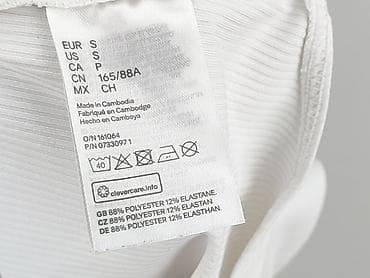 EUR S
US S
CA P
CN 165/88A
MX CH
Made in Cambodia
Fabriqué en Cambodge
Hecho en Camboya
O/N 161064
P/N 07330971
40
clevercare.info
GB 88% POLYESTER 12% ELASTANE.
CZ 88% POLYESTER 12% ELASTAN.
DE 88% POLYESTER 12% ELASTHAN.